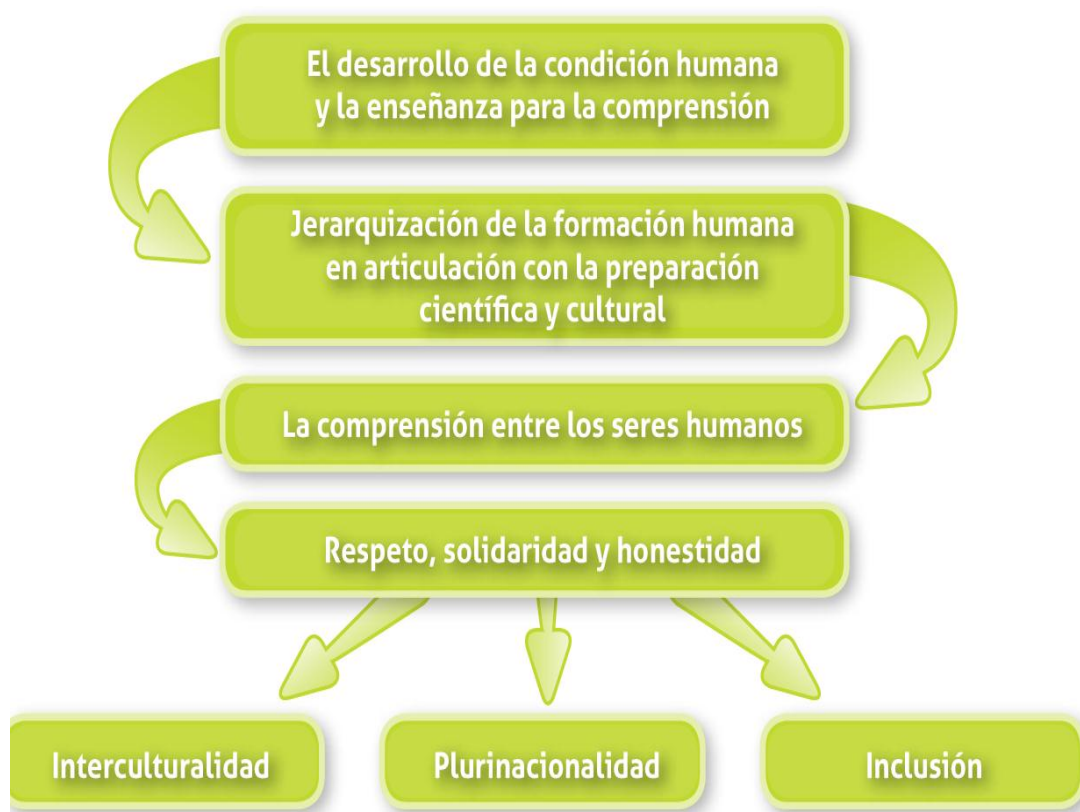 El desarrollo de la condición humana
y la enseñanza para la comprensión
Jerarquización de la formación humana
en articulación con la preparación
científica y cultural
La comprensión entre los seres humanos
Respeto, solidaridad y honestidad
Interculturalidad
Plurinacionalidad
Inclusión